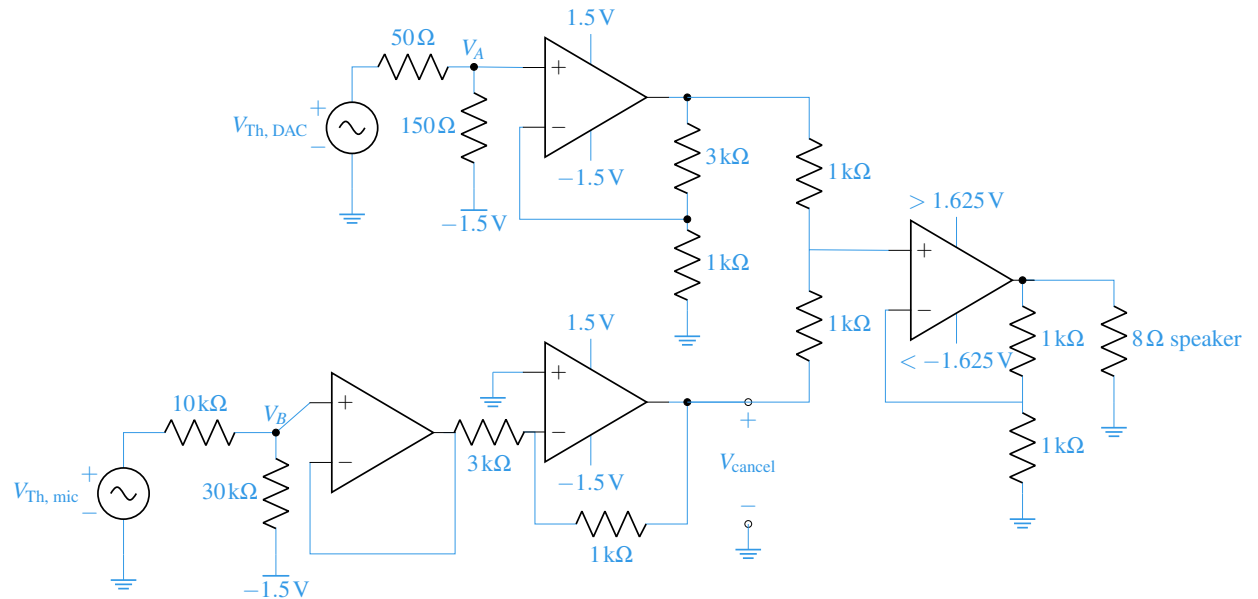 1.5 V
50 Ω
V_A
+
−
V_Th, DAC
+
−
150 Ω
3 kΩ
−1.5 V
1 kΩ
−1.5 V
> 1.625 V
1 kΩ
+
−
1 kΩ
1.5 V
1 kΩ
8 Ω speaker
< −1.625 V
10 kΩ
V_B
+
−
3 kΩ
+
−
+
V_cancel
−
1 kΩ
V_Th, mic
+
−
30 kΩ
−1.5 V
1 kΩ
−1.5 V